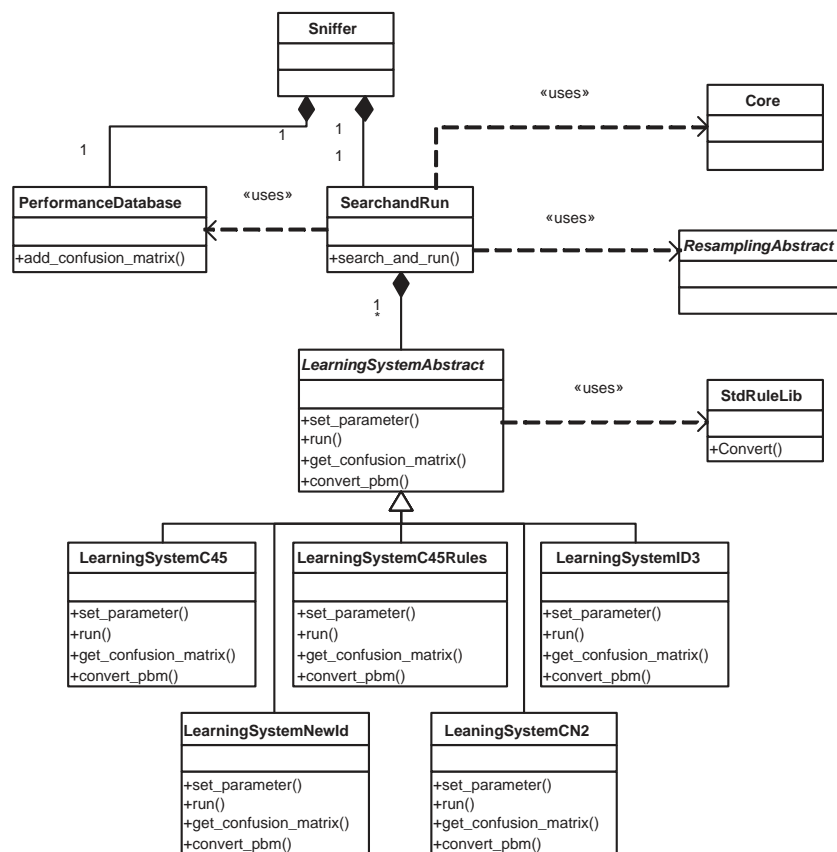 Sniffer
«uses»
Core
1
1
1
1
PerformanceDatabase
+add_confusion_matrix()
«uses»
SearchandRun
+search_and_run()
«uses»
ResamplingAbstract
1
*
LearningSystemAbstract
+set_parameter()
+run()
+get_confusion_matrix()
+convert_pbm()
«uses»
StdRuleLib
+Convert()
LearningSystemC45
+set_parameter()
+run()
+get_confusion_matrix()
+convert_pbm()
LearningSystemC45Rules
+set_parameter()
+run()
+get_confusion_matrix()
+convert_pbm()
LearningSystemID3
+set_parameter()
+run()
+get_confusion_matrix()
+convert_pbm()
LearningSystemNewId
+set_parameter()
+run()
+get_confusion_matrix()
+convert_pbm()
LeaningSystemCN2
+set_parameter()
+run()
+get_confusion_matrix()
+convert_pbm()